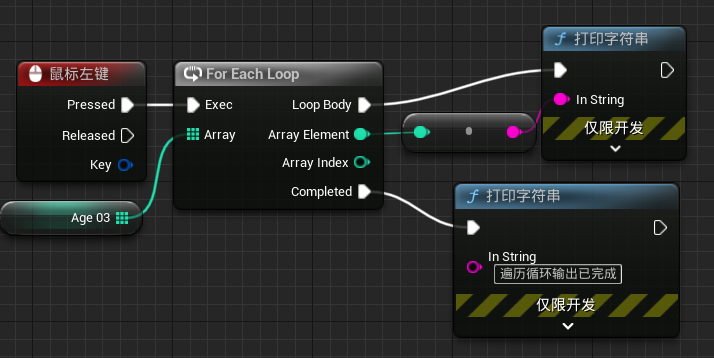 鼠标左键
Pressed
Released
Key
Age 03
For Each Loop
Exec
Loop Body
Array
Array Element
Array Index
Completed
打印字符串
In String
仅限开发
打印字符串
In String
遍历循环输出已完成
仅限开发